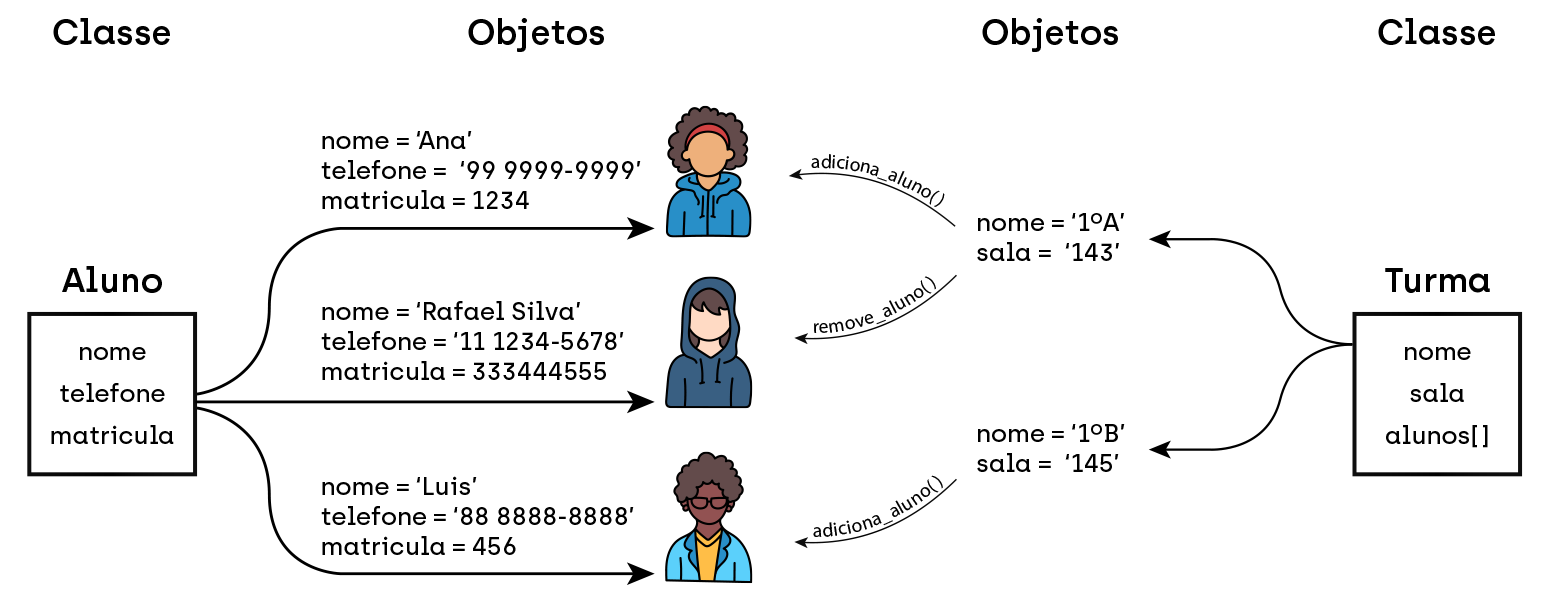 Classe
Objetos
Objetos
Classe
nome = ‘Ana’
telefone =  ‘99 9999-9999’
matricula = 1234
adiciona_aluno()
nome = ‘1ºA’
sala =  ‘143’
Aluno
nome
telefone
matricula
nome = ‘Rafael Silva’
telefone = ‘11 1234-5678’
matricula = 333444555
remove_aluno()
Turma
nome
sala
alunos[]
nome = ‘1ºB’
sala =  ‘145’
nome = ‘Luis’
telefone = ‘88 8888-8888’
matricula = 456
adiciona_aluno()